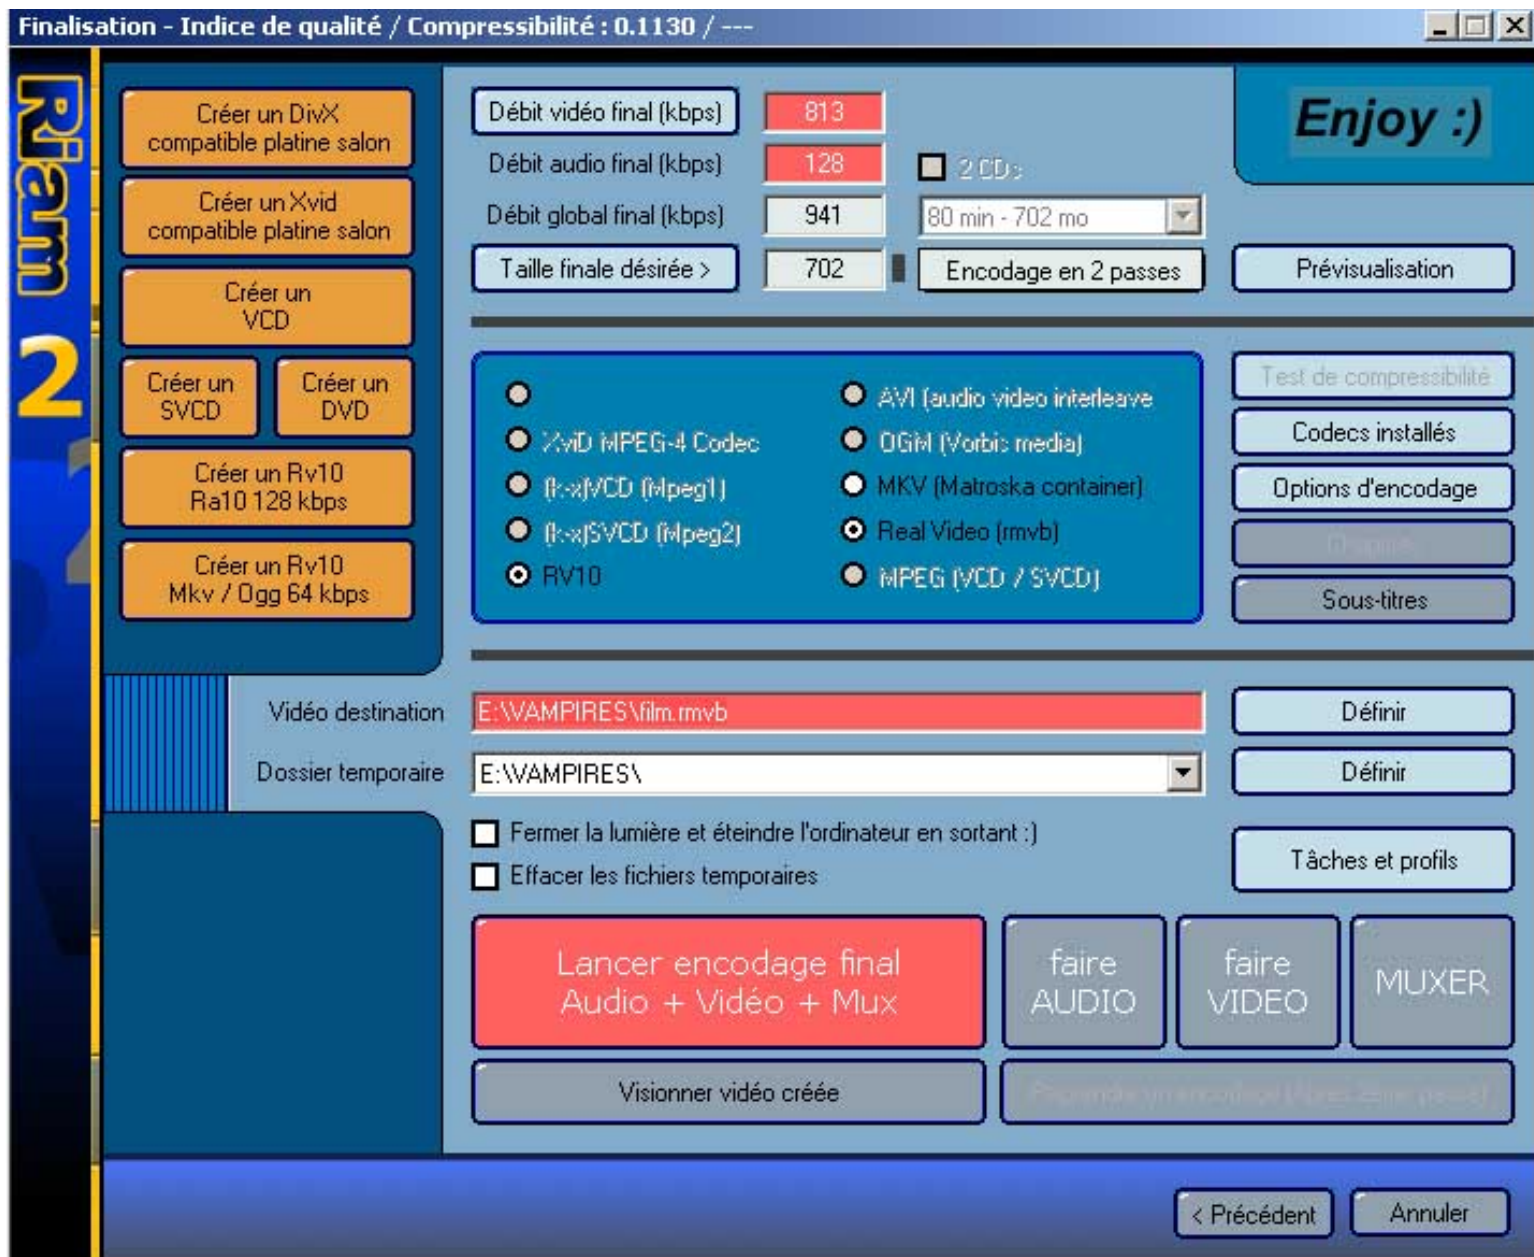 Finalisation - Indice de qualité / Compressibilité : 0.1130 / ---
Riam 2
Créer un DivX
compatible platine salon
Créer un Xvid
compatible platine salon
Créer un
VCD
Créer un
SVCD
Créer un
DVD
Créer un Rv10
Ra10 128 kbps
Créer un Rv10
Mkv / Ogg 64 kbps
Débit vidéo final (kbps)
813
Débit audio final (kbps)
128
2 CDs
Débit global final (kbps)
941
80 min - 702 mo
Taille finale désirée >
702
Encodage en 2 passes
Enjoy :)
Prévisualisation
XviD MPEG-4 Codec
(k-x)VCD (Mpeg1)
(k-x)SVCD (Mpeg2)
RV10
AVI (audio video interleave
OGM (Vorbis media)
MKV (Matroska container)
Real Video (rmvb)
MPEG (VCD / SVCD)
Test de compressibilité
Codecs installés
Options d'encodage
Sous-titres
Vidéo destination
E:\VAMPIRES\film.rmvb
Définir
Dossier temporaire
E:\VAMPIRES\
Définir
Fermer la lumière et éteindre l'ordinateur en sortant :)
Effacer les fichiers temporaires
Tâches et profils
Lancer encodage final
Audio + Vidéo + Mux
faire
AUDIO
faire
VIDEO
MUXER
Visionner vidéo créée
< Précédent
Annuler